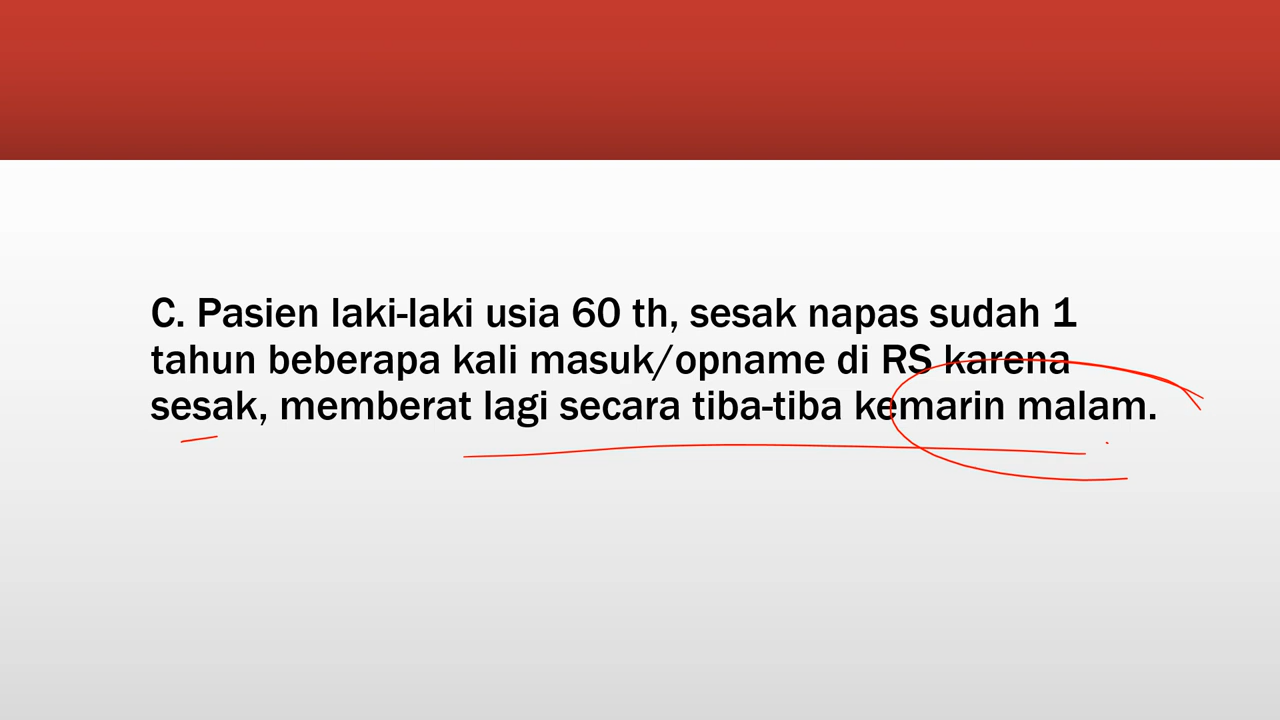 C. Pasien laki-laki usia 60 th, sesak napas sudah 1
tahun beberapa kali masuk/opname di RS karena
sesak, memberat lagi secara tiba-tiba kemarin malam.